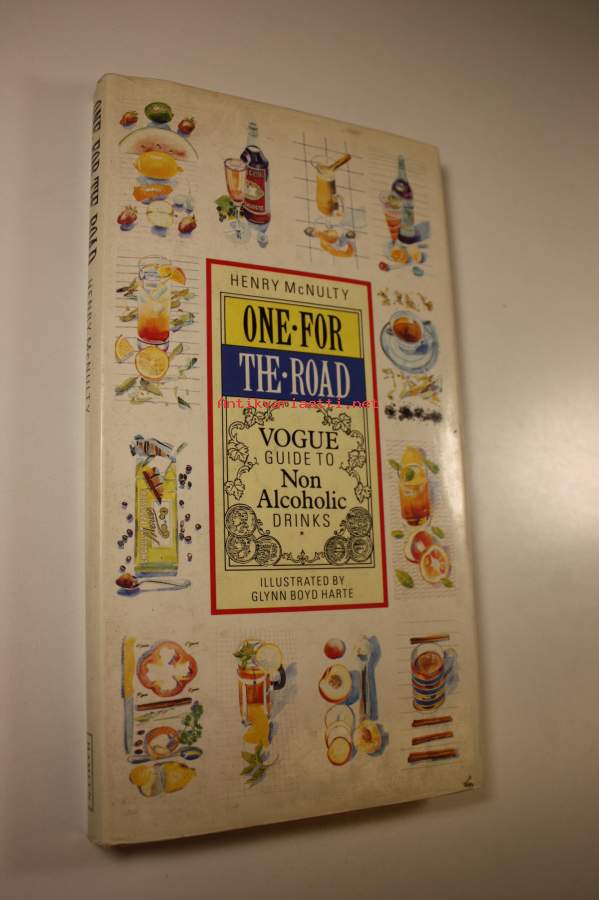 ONE FOR THE ROAD
HENRY McNULTY
HAMLYN
HENRY McNULTY
ONE·FOR
THE·ROAD
Antikvariaatti.net
VOGUE
GUIDE TO
Non
Alcoholic
DRINKS
ILLUSTRATED BY
GLYNN BOYD HARTE